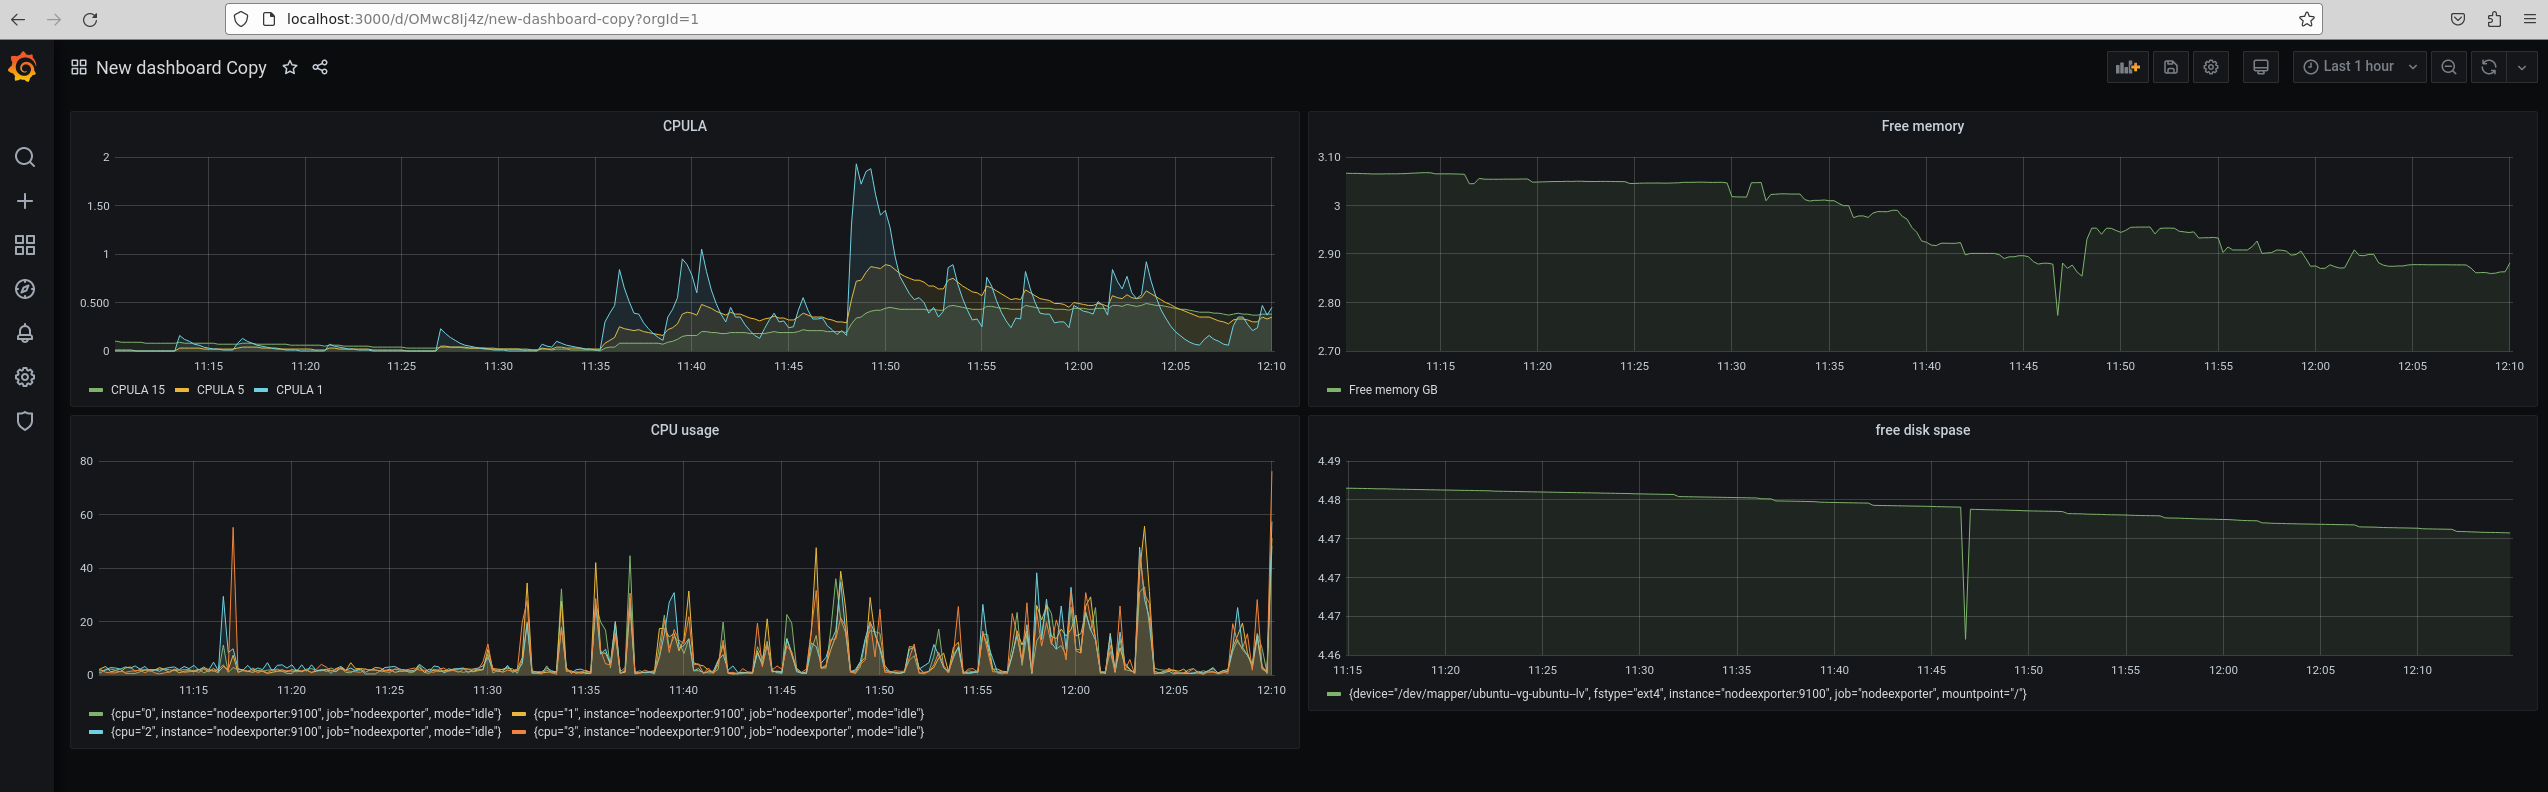 localhost:3000/d/OMwc8Ij4z/new-dashboard-copy?orgId=1
New dashboard Copy
Last 1 hour
CPULA
2
1.50
1
0.500
0
11:15 11:20 11:25 11:30 11:35 11:40 11:45 11:50 11:55 12:00 12:05 12:10
CPULA 15 CPULA 5 CPULA 1
Free memory
3.10
3
2.90
2.80
2.70
11:15 11:20 11:25 11:30 11:35 11:40 11:45 11:50 11:55 12:00 12:05 12:10
Free memory GB
CPU usage
80
60
40
20
0
11:15 11:20 11:25 11:30 11:35 11:40 11:45 11:50 11:55 12:00 12:05 12:10
{cpu="0", instance="nodeexporter:9100", job="nodeexporter", mode="idle"} {cpu="1", instance="nodeexporter:9100", job="nodeexporter", mode="idle"}
{cpu="2", instance="nodeexporter:9100", job="nodeexporter", mode="idle"} {cpu="3", instance="nodeexporter:9100", job="nodeexporter", mode="idle"}
free disk spase
4.49
4.48
4.47
4.47
4.47
4.46
11:15 11:20 11:25 11:30 11:35 11:40 11:45 11:50 11:55 12:00 12:05 12:10
{device="/dev/mapper/ubuntu--vg-ubuntu--lv", fstype="ext4", instance="nodeexporter:9100", job="nodeexporter", mountpoint="/"}